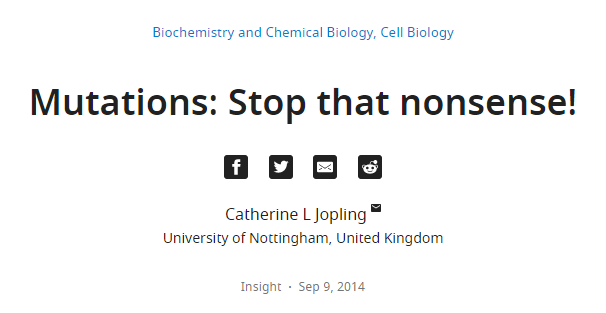 Biochemistry and Chemical Biology, Cell Biology
Mutations: Stop that nonsense!
Catherine L Jopling
University of Nottingham, United Kingdom
Insight · Sep 9, 2014